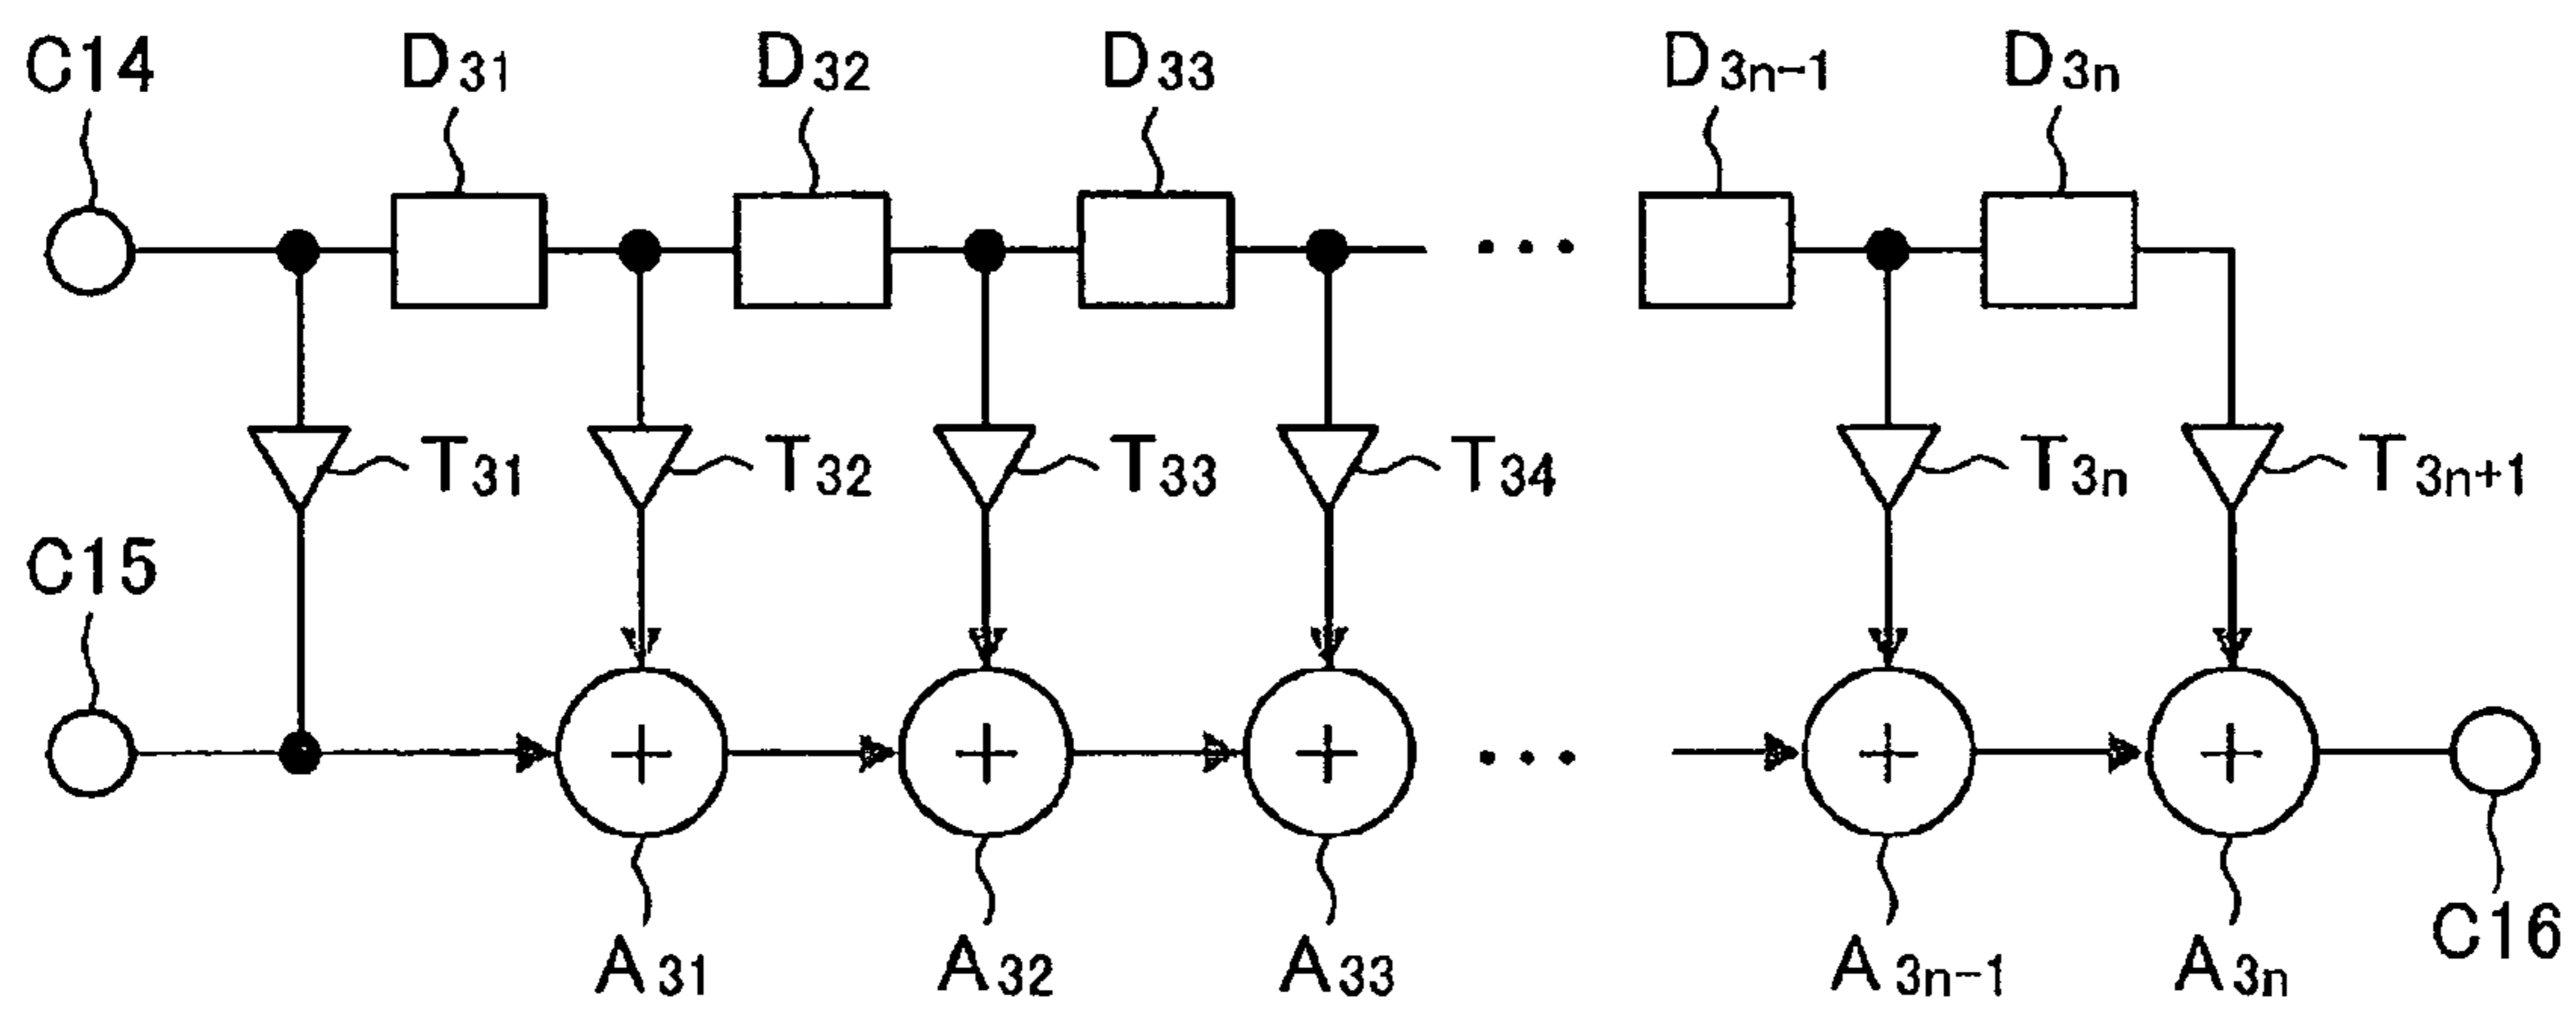 C14 D31 D32 D33 D3n-1 D3n
··· 
T31 T32 T33 T34 T3n T3n+1
C15
+ + + ··· + +
C16
A31 A32 A33 A3n-1 A3n